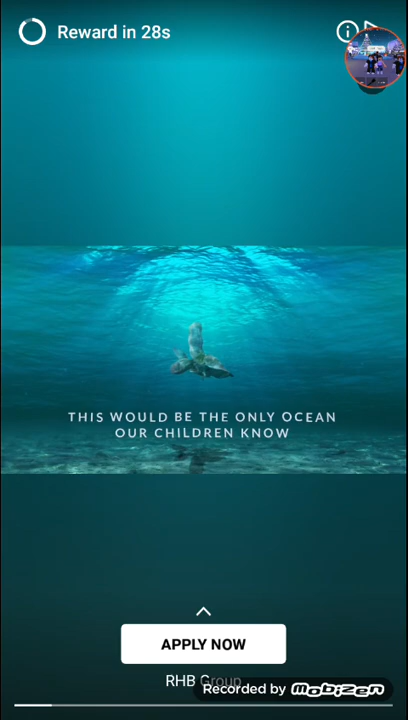 Reward in 28s
THIS WOULD BE THE ONLY OCEAN
OUR CHILDREN KNOW
APPLY NOW
RHB Group
Recorded by MOBIZEN